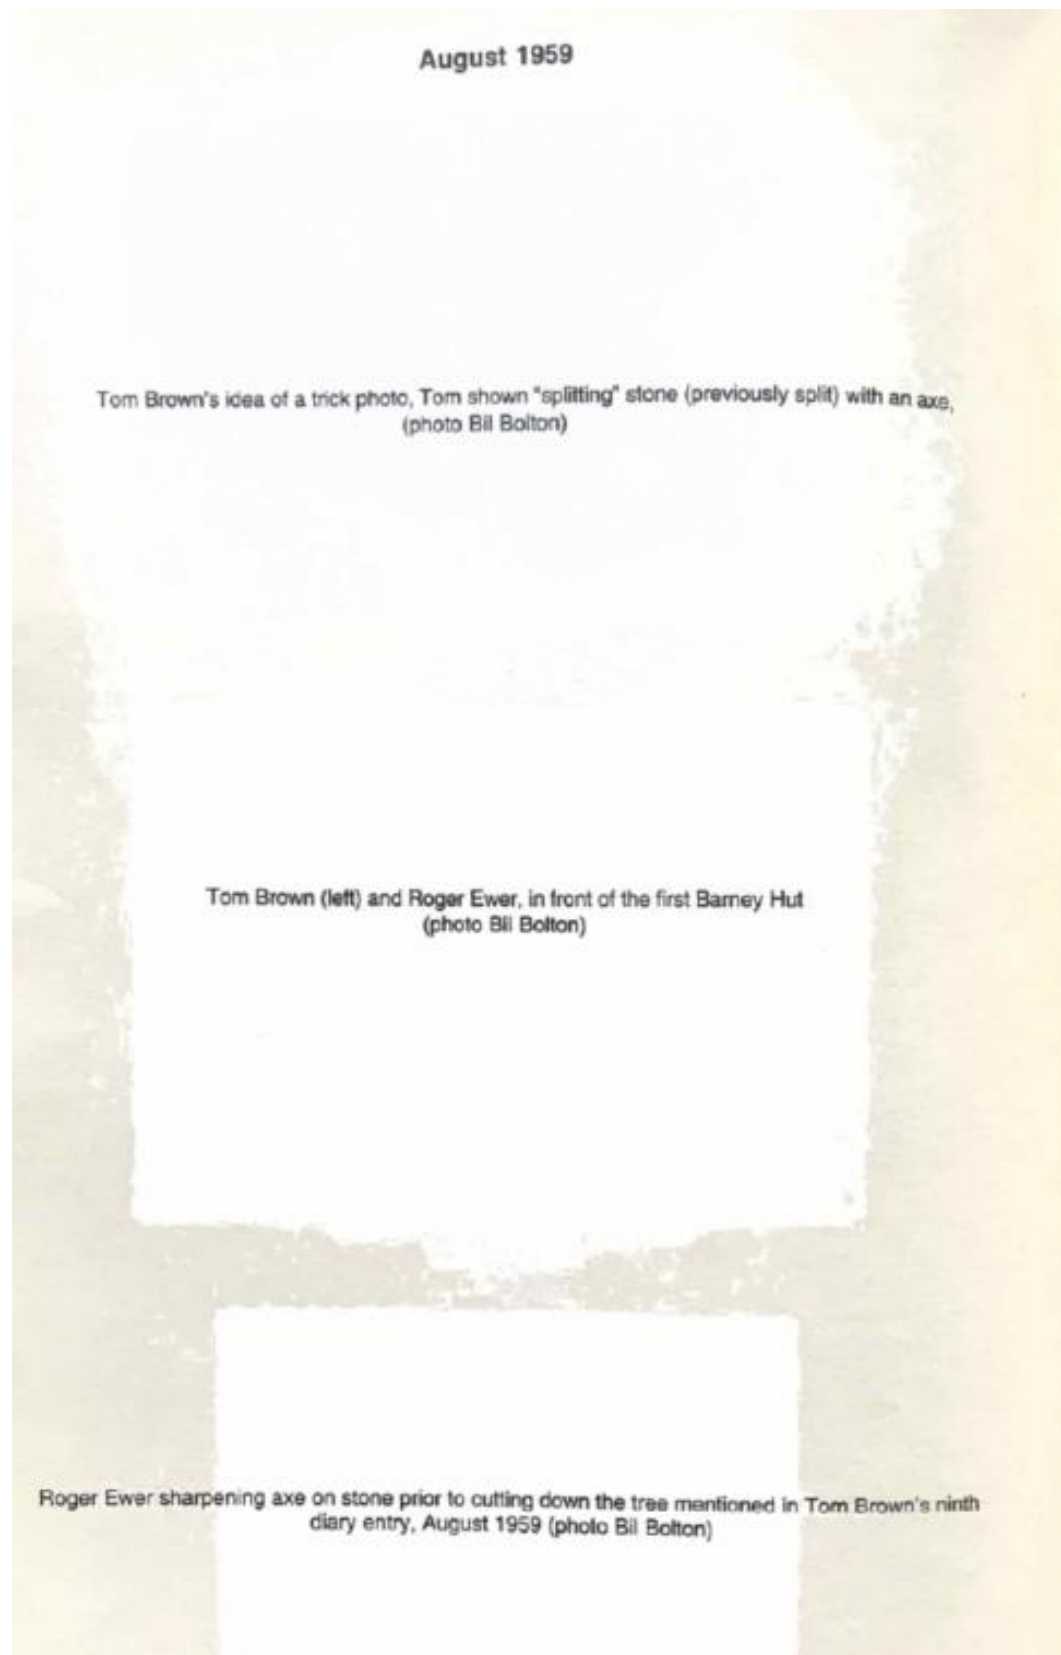 August 1959
Tom Brown's idea of a trick photo, Tom shown "splitting" stone (previously split) with an axe,
(photo Bil Bolton)
Tom Brown (left) and Roger Ewer, in front of the first Barney Hut
(photo Bil Bolton)
Roger Ewer sharpening axe on stone prior to cutting down the tree mentioned in Tom Brown's ninth
diary entry, August 1959 (photo Bil Bolton)